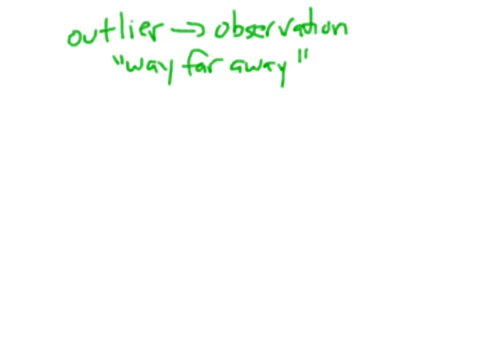 outlier → observation
"way far away"